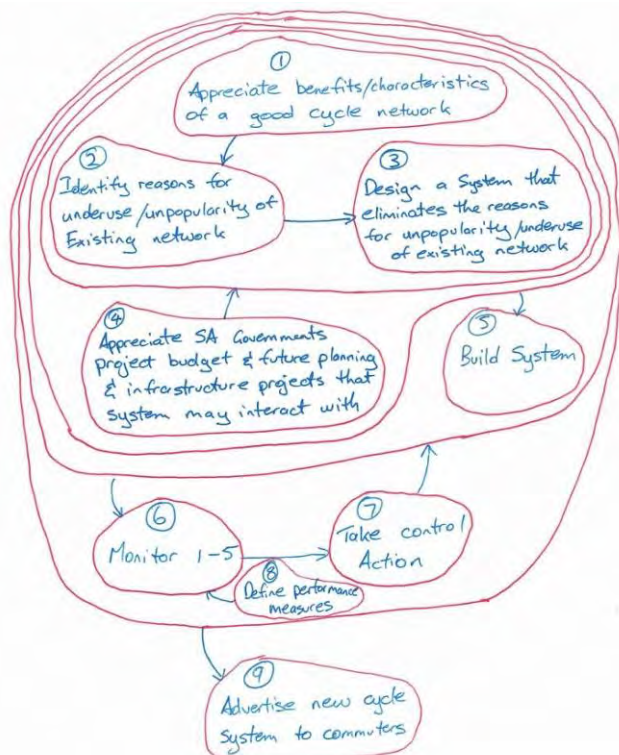 ①
Appreciate benefits/characteristics
of a good cycle network
②
Identify reasons for
underuse/unpopularity of
Existing network
③
Design a System that
eliminates the reasons
for unpopularity/underuse
of existing network
④
Appreciate SA Governments
project budget & future planning
& infrastructure projects that
system may interact with
⑤
Build System
⑥
Monitor 1-5
⑦
Take control
Action
⑧
Define performance
measures
⑨
Advertise new cycle
system to commuters